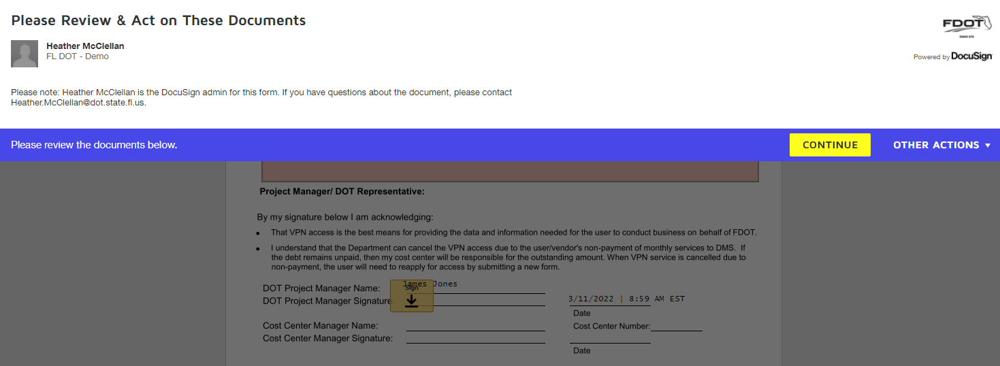 Please Review & Act on These Documents
FDOT
DEMO SITE
Heather McClellan
FL DOT - Demo
Powered by DocuSign
Please note: Heather McClellan is the DocuSign admin for this form. If you have questions about the document, please contact
Heather.McClellan@dot.state.fl.us.
Please review the documents below.
CONTINUE
OTHER ACTIONS
Project Manager/ DOT Representative:
By my signature below I am acknowledging:
• That VPN access is the best means for providing the data and information needed for the user to conduct business on behalf of FDOT.
• I understand that the Department can cancel the VPN access due to the user/vendor's non-payment of monthly services to DMS. If
the debt remains unpaid, then my cost center will be responsible for the outstanding amount. When VPN service is cancelled due to
non-payment, the user will need to reapply for access by submitting a new form.
DOT Project Manager Name: James Jones
Sign
DOT Project Manager Signature: 3/11/2022 | 8:59 AM EST
Date
Cost Center Manager Name: Cost Center Number:
Cost Center Manager Signature:
Date